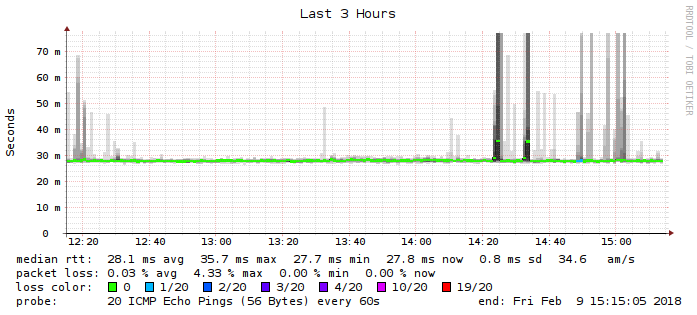 Last 3 Hours
RRDTOOL / TOBI OETIKER
Seconds
70 m
60 m
50 m
40 m
30 m
20 m
10 m
0
12:20 12:40 13:00 13:20 13:40 14:00 14:20 14:40 15:00
median rtt: 28.1 ms avg 35.7 ms max 27.7 ms min 27.8 ms now 0.8 ms sd 34.6 am/s
packet loss: 0.03 % avg 4.33 % max 0.00 % min 0.00 % now
loss color: 0 1/20 2/20 3/20 4/20 10/20 19/20
probe: 20 ICMP Echo Pings (56 Bytes) every 60s end: Fri Feb 9 15:15:05 2018